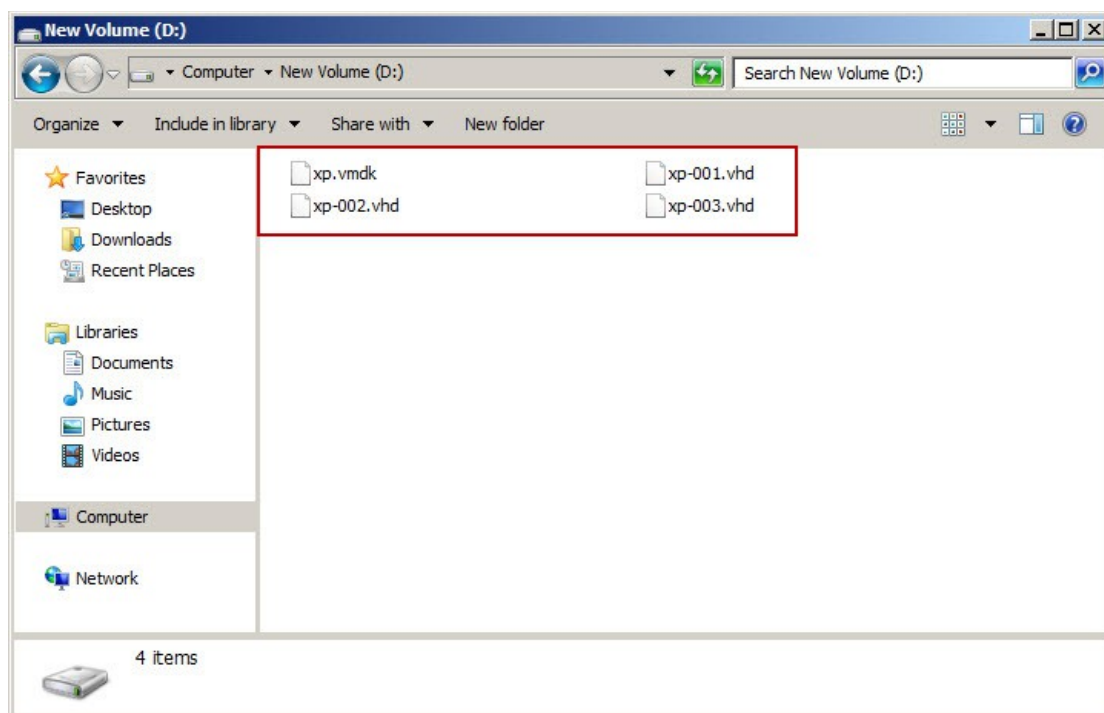 New Volume (D:)
Computer New Volume (D:) Search New Volume (D:)
Organize Include in library Share with New folder
Favorites
Desktop
Downloads
Recent Places
Libraries
Documents
Music
Pictures
Videos
Computer
Network
xp.vmdk xp-001.vhd
xp-002.vhd xp-003.vhd
4 items